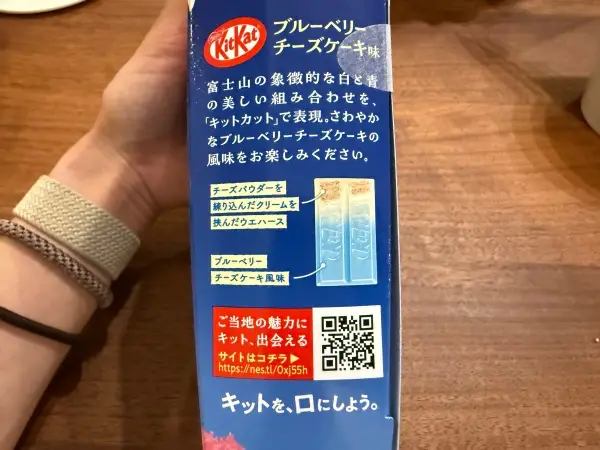 KitKat
ブルーベリー
チーズケーキ味
富士山の象徴的な白と青
の美しい組み合わせを、
「キットカット」で表現。さわやか
なブルーベリーチーズケーキの
風味をお楽しみください。
チーズパウダーを
練り込んだクリームを
挟んだウエハース
ブルーベリー
チーズケーキ風味
ご当地の魅力に
キット、出会える
サイトはコチラ▶
https://nes.tl/0xj55h
キットを、口にしよう。